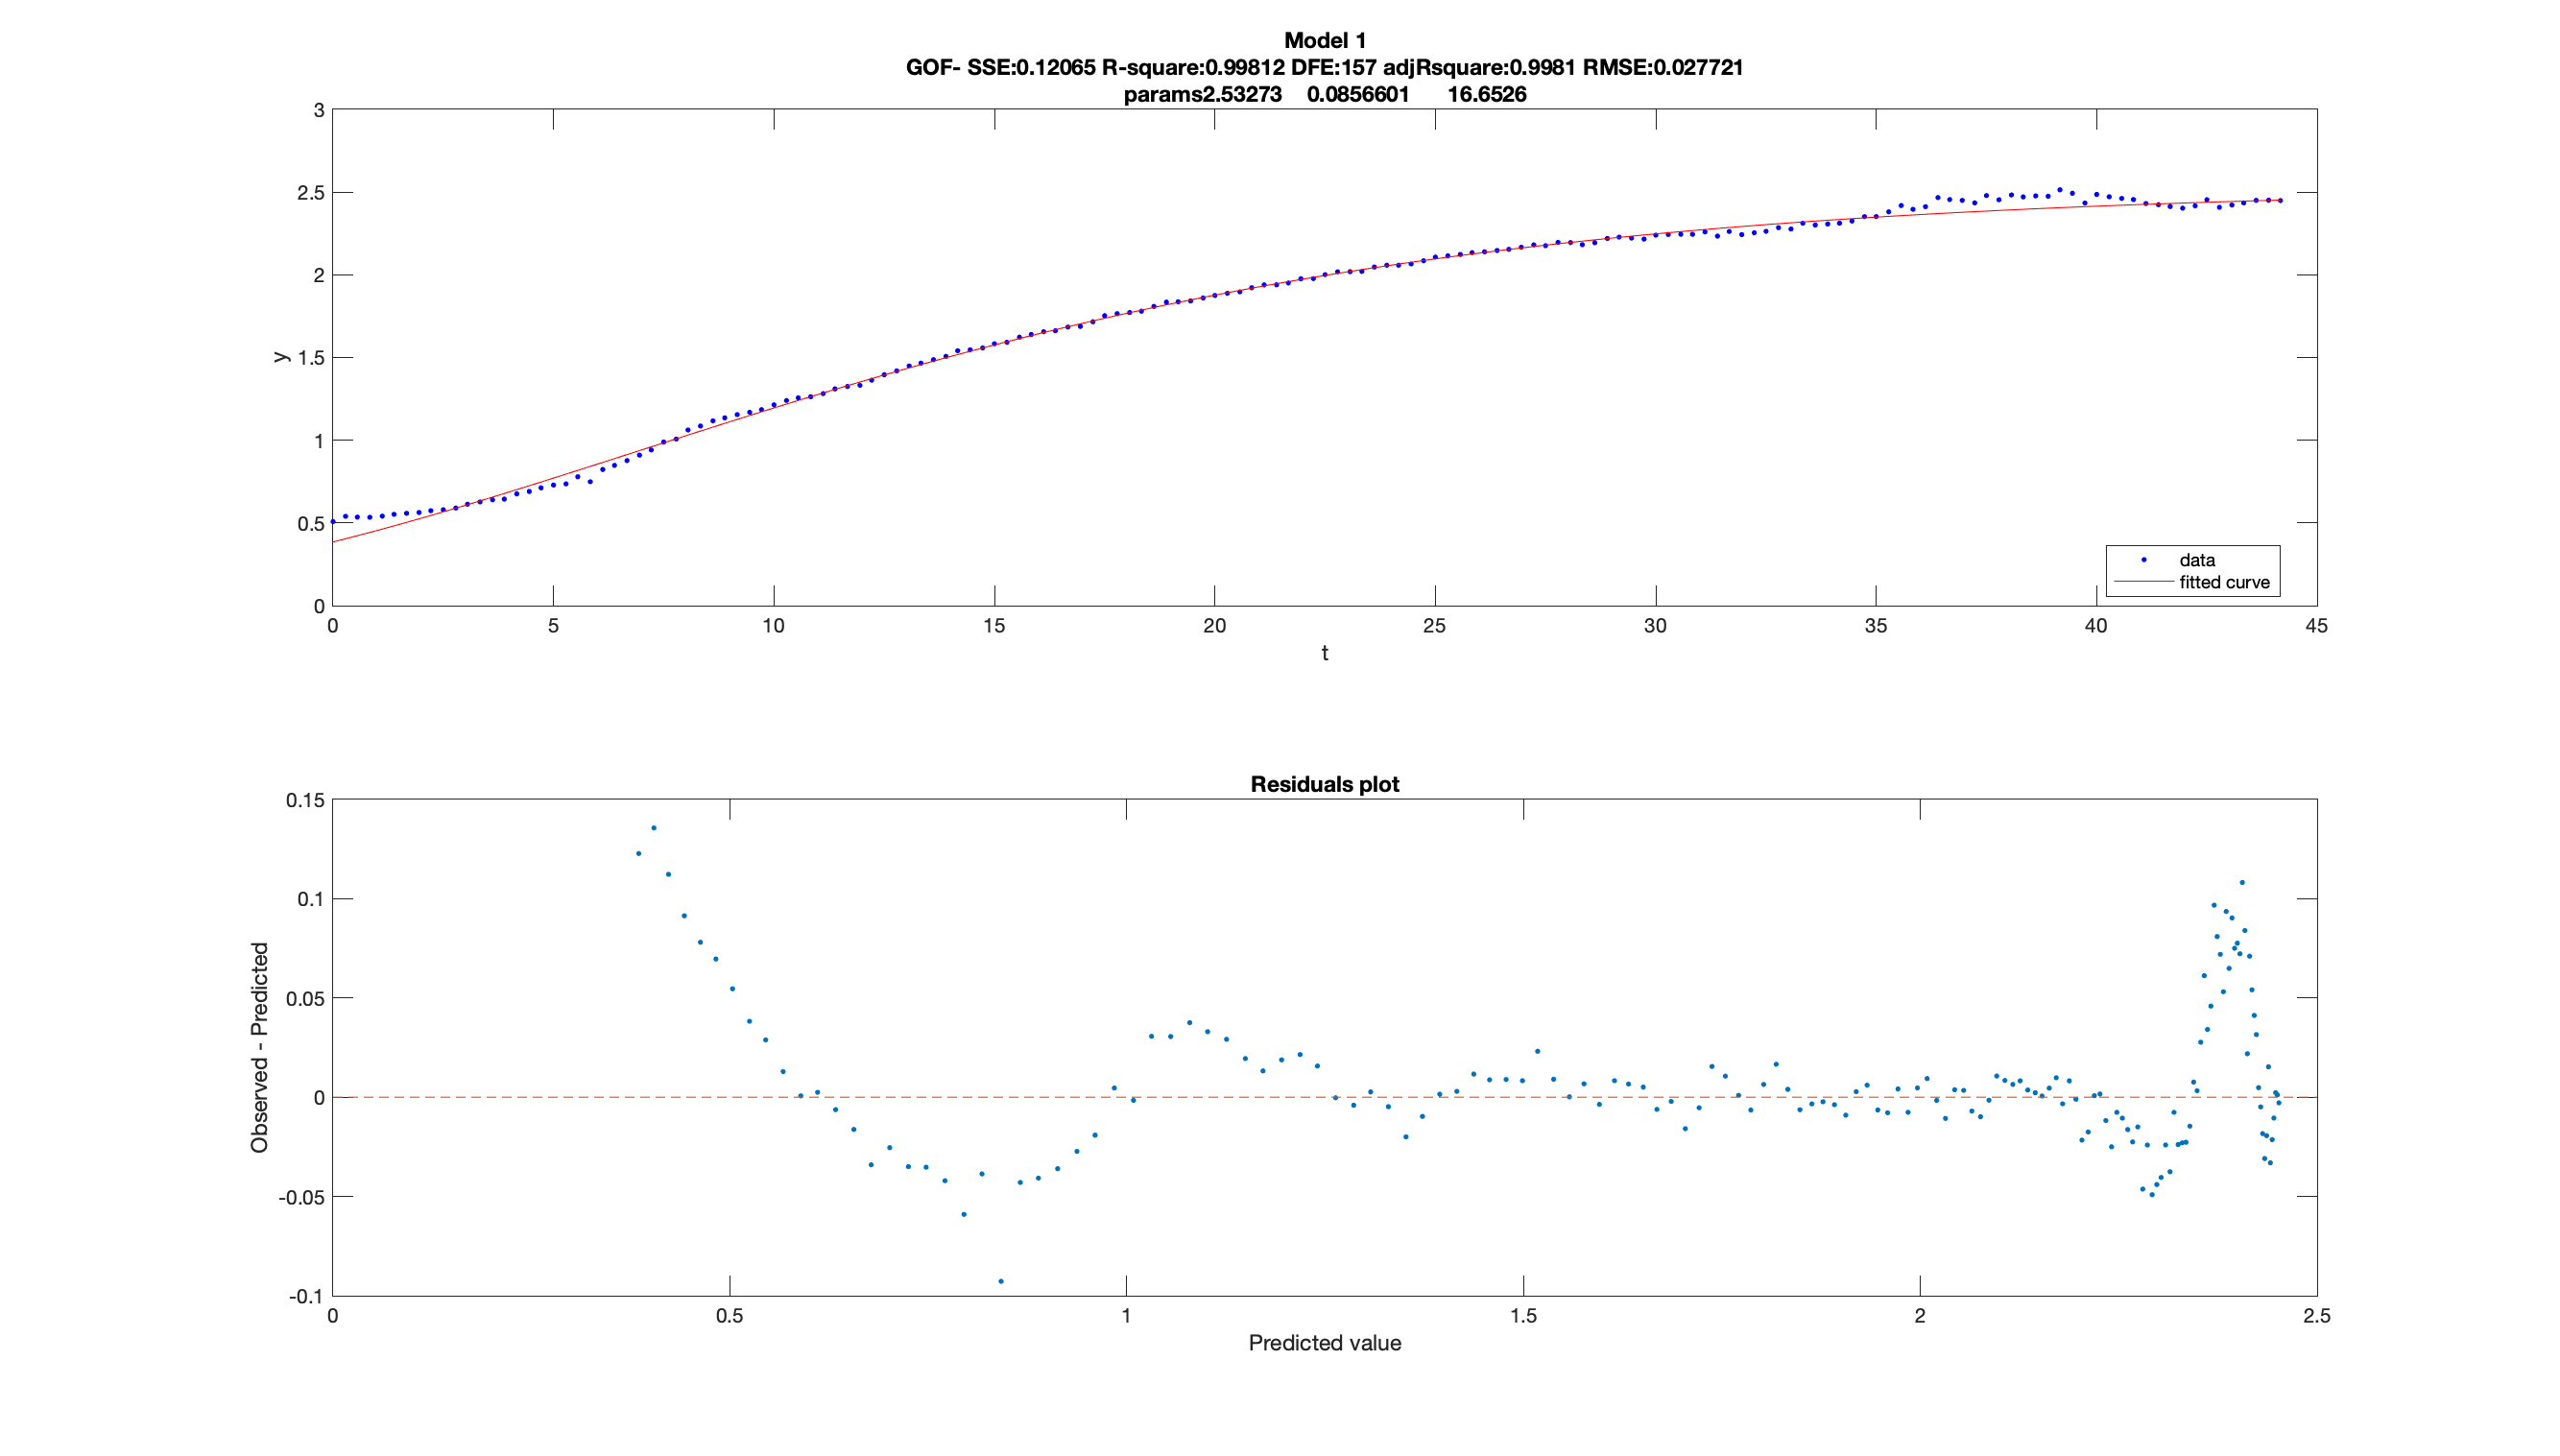 Model 1
GOF- SSE:0.12065 R-square:0.99812 DFE:157 adjRsquare:0.9981 RMSE:0.027721
params2.53273 0.0856601 16.6526
3
2.5
2
1.5
1
0.5
0
y
0 5 10 15 20 25 30 35 40 45
t
data
fitted curve
Residuals plot
0.15
0.1
0.05
0
-0.05
-0.1
Observed - Predicted
0 0.5 1 1.5 2 2.5
Predicted value